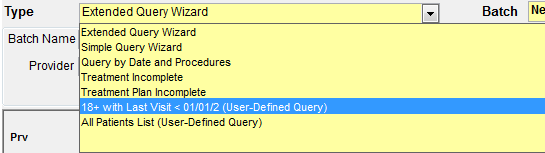 Type Extended Query Wizard Batch Ne
Batch Name Extended Query Wizard
Simple Query Wizard
Provider Query by Date and Procedures
Treatment Incomplete
Treatment Plan Incomplete
18+ with Last Visit < 01/01/2 (User-Defined Query)
All Patients List (User-Defined Query)
Prv